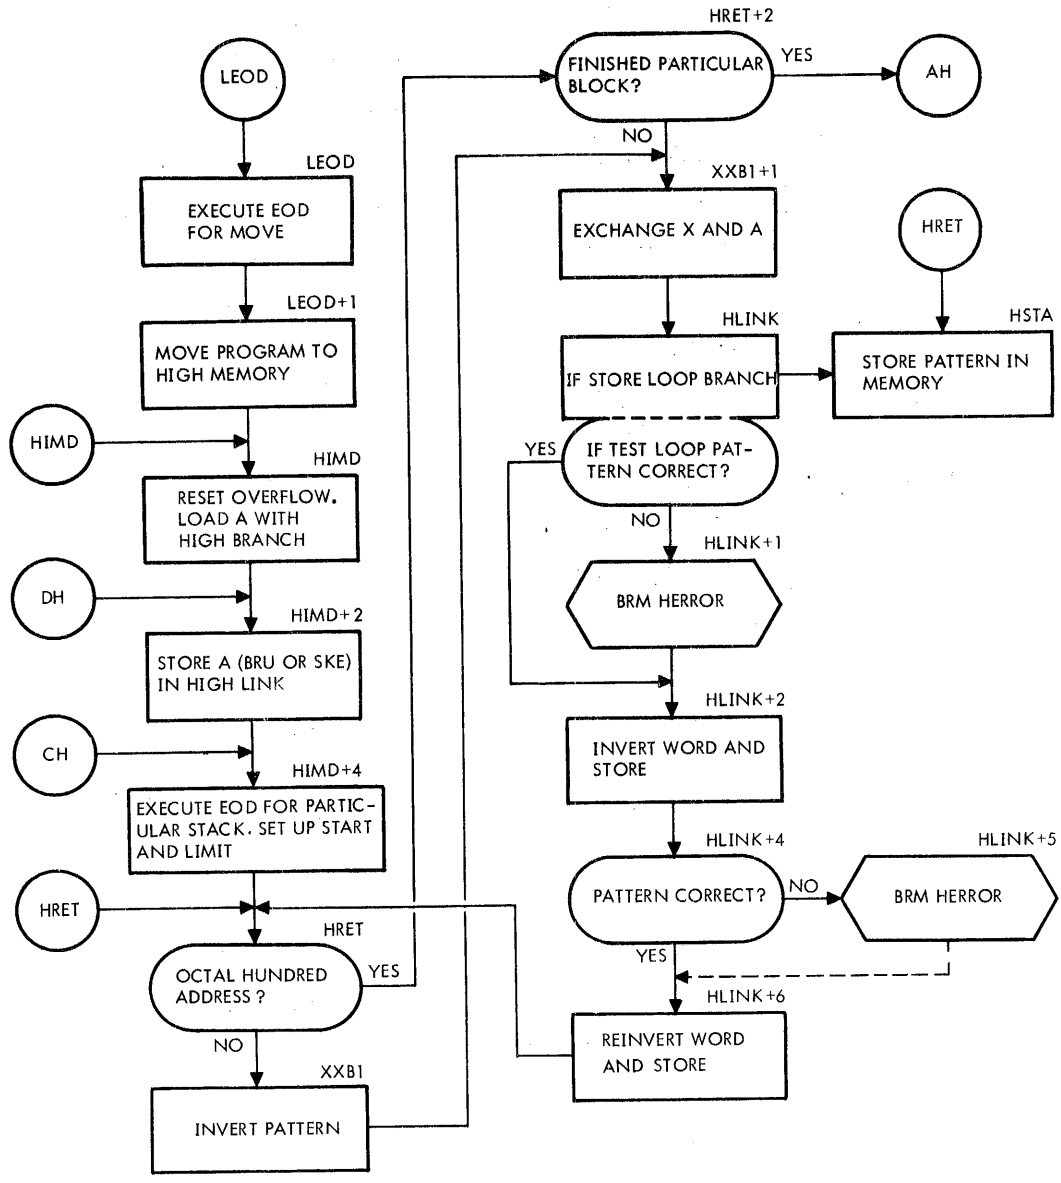 LEOD
LEOD
EXECUTE EOD
FOR MOVE
LEOD+1
MOVE PROGRAM TO
HIGH MEMORY
HIMD
HIMD
RESET OVERFLOW.
LOAD A WITH
HIGH BRANCH
DH
HIMD+2
STORE A (BRU OR SKE)
IN HIGH LINK
CH
HIMD+4
EXECUTE EOD FOR PARTIC-
ULAR STACK. SET UP START
AND LIMIT
HRET
HRET
OCTAL HUNDRED
ADDRESS?
YES
NO
XXB1
INVERT PATTERN
HRET+2
FINISHED PARTICULAR
BLOCK?
YES
AH
NO
XXB1+1
EXCHANGE X AND A
HRET
HLINK
IF STORE LOOP BRANCH
HSTA
STORE PATTERN IN
MEMORY
YES
IF TEST LOOP PAT-
TERN CORRECT?
NO
HLINK+1
BRM HERROR
HLINK+2
INVERT WORD AND
STORE
HLINK+4
PATTERN CORRECT?
NO
HLINK+5
BRM HERROR
YES
HLINK+6
REINVERT WORD
AND STORE